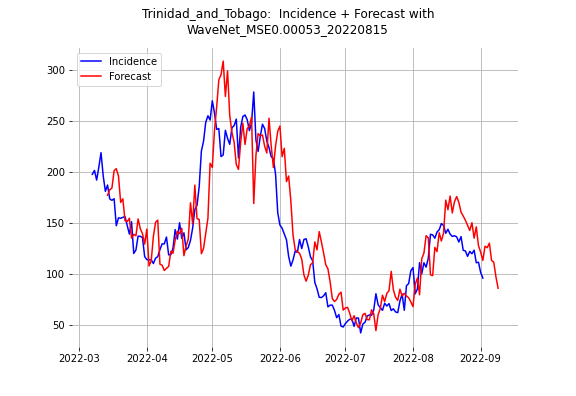 Trinidad_and_Tobago: Incidence + Forecast with
WaveNet_MSE0.00053_20220815
Incidence
Forecast
300
250
200
150
100
50
2022-03 2022-04 2022-05 2022-06 2022-07 2022-08 2022-09